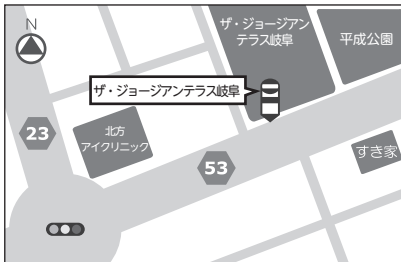 N
ザ・ジョージアン
テラス岐阜
平成公園
ザ・ジョージアンテラス岐阜
23
北方
アイクリニック
53
すき家